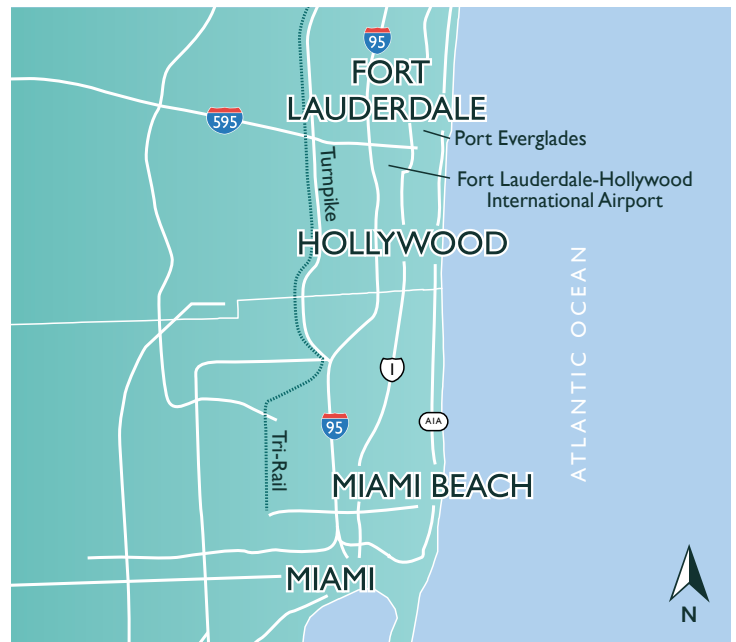 95
FORT
LAUDERDALE
595
Port Everglades
Turnpike
Fort Lauderdale-Hollywood
International Airport
HOLLYWOOD
ATLANTIC OCEAN
1
A1A
95
Tri-Rail
MIAMI BEACH
MIAMI
N